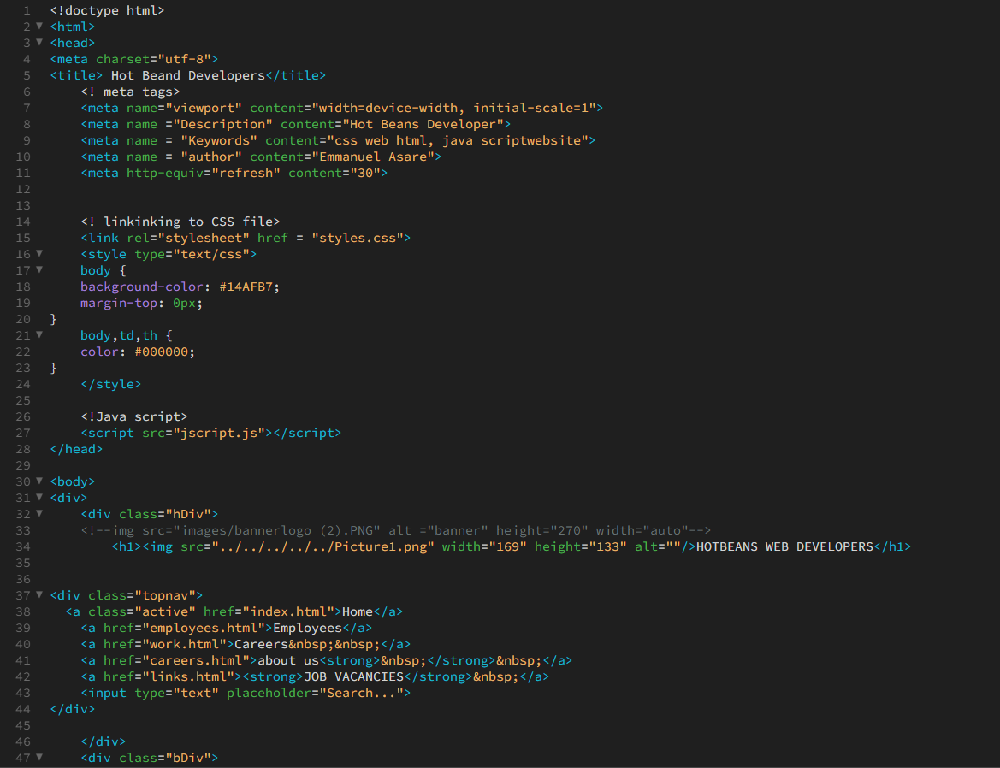 1 <!doctype html>
2 <html>
3 <head>
4 <meta charset="utf-8">
5 <title> Hot Beand Developers</title>
6     <! meta tags>
7     <meta name="viewport" content="width=device-width, initial-scale=1">
8     <meta name ="Description" content="Hot Beans Developer">
9     <meta name = "Keywords" content="css web html, java scriptwebsite">
10     <meta name = "author" content="Emmanuel Asare">
11     <meta http-equiv="refresh" content="30">
12
13
14     <! linkinking to CSS file>
15     <link rel="stylesheet" href = "styles.css">
16     <style type="text/css">
17     body {
18     background-color: #14AFB7;
19     margin-top: 0px;
20 }
21     body,td,th {
22     color: #000000;
23 }
24     </style>
25
26     <!Java script>
27     <script src="jscript.js"></script>
28 </head>
29
30 <body>
31 <div>
32     <div class="hDiv">
33     <!--img src="images/bannerlogo (2).PNG" alt ="banner" height="270" width="auto"-->
34         <h1><img src="../../../../../Picture1.png" width="169" height="133" alt=""/>HOTBEANS WEB DEVELOPERS</h1>
35
36
37 <div class="topnav">
38   <a class="active" href="index.html">Home</a>
39     <a href="employees.html">Employees</a>
40     <a href="work.html">Careers&nbsp;&nbsp;</a>
41     <a href="careers.html">about us<strong>&nbsp;</strong>&nbsp;</a>
42     <a href="links.html"><strong>JOB VACANCIES</strong>&nbsp;</a>
43     <input type="text" placeholder="Search...">
44 </div>
45
46     </div>
47     <div class="bDiv">